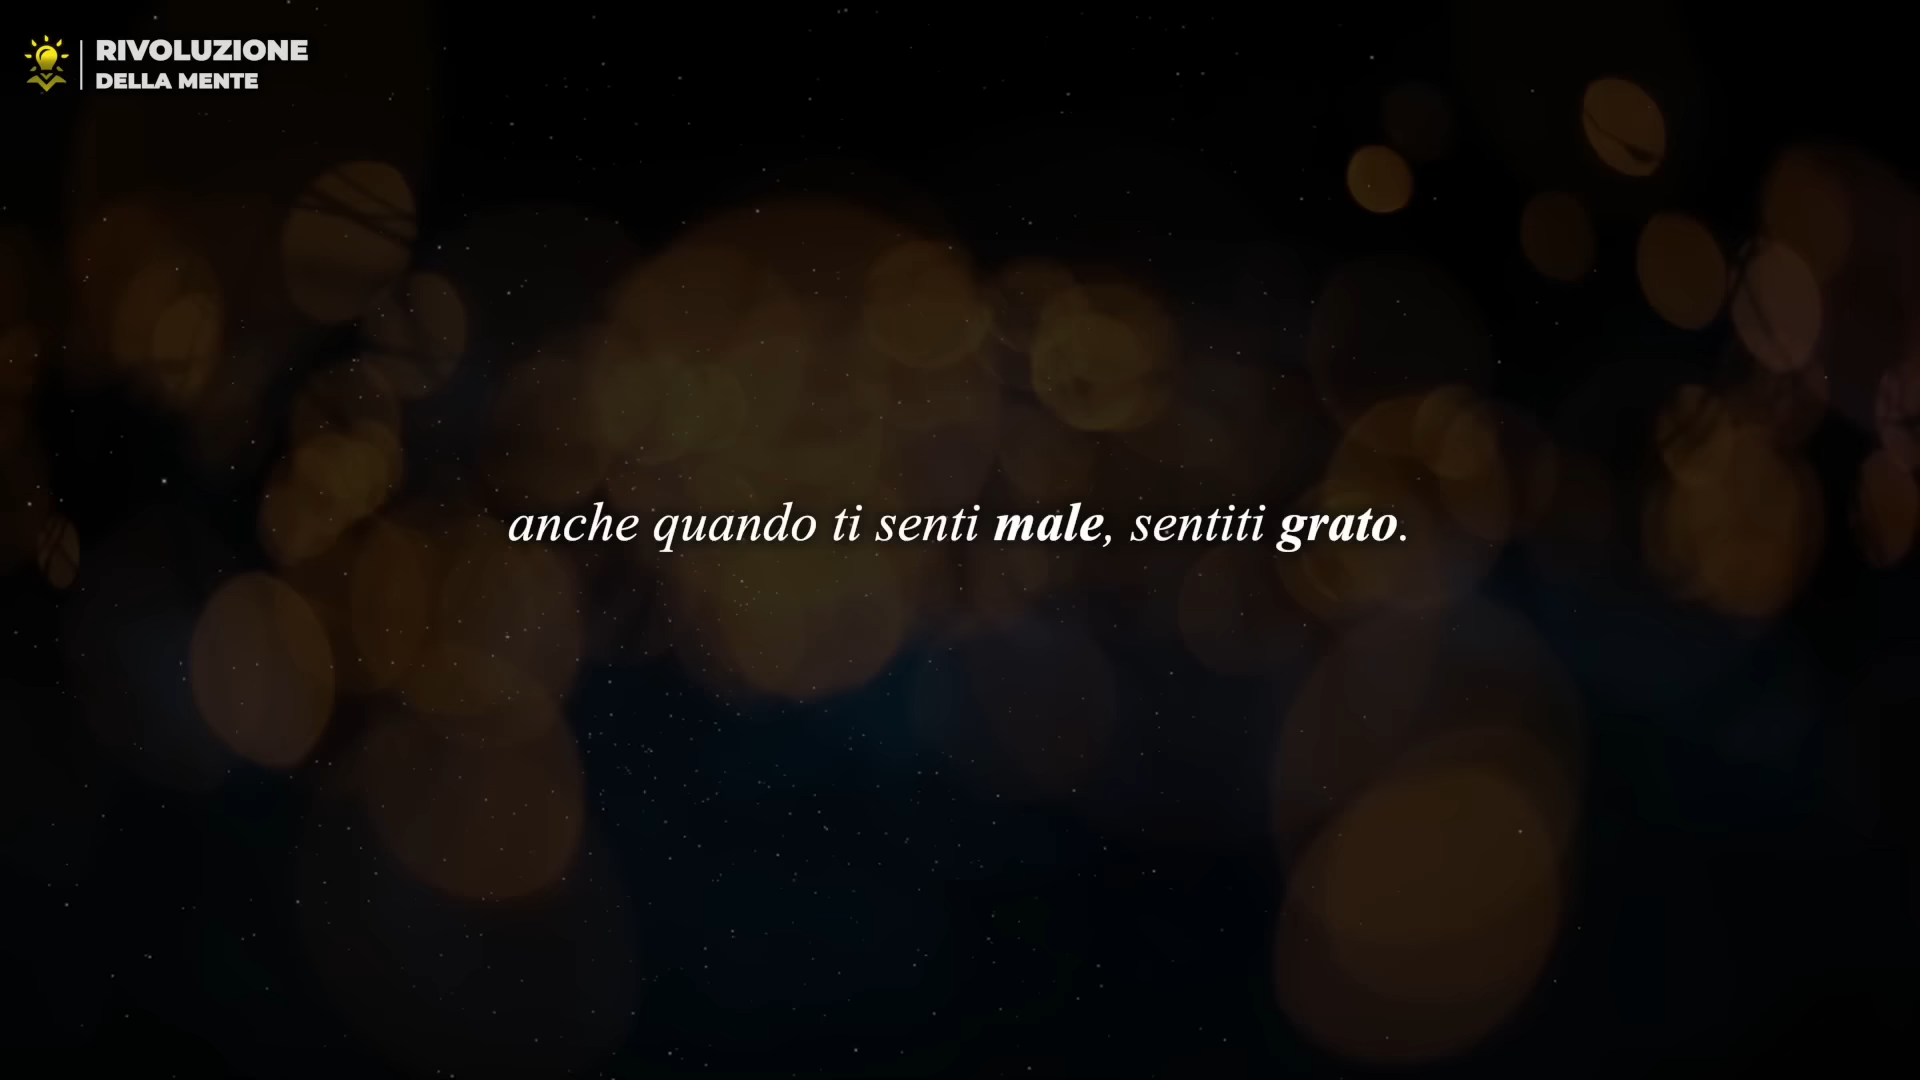 RIVOLUZIONE
DELLA MENTE
anche quando ti senti male, sentiti grato.